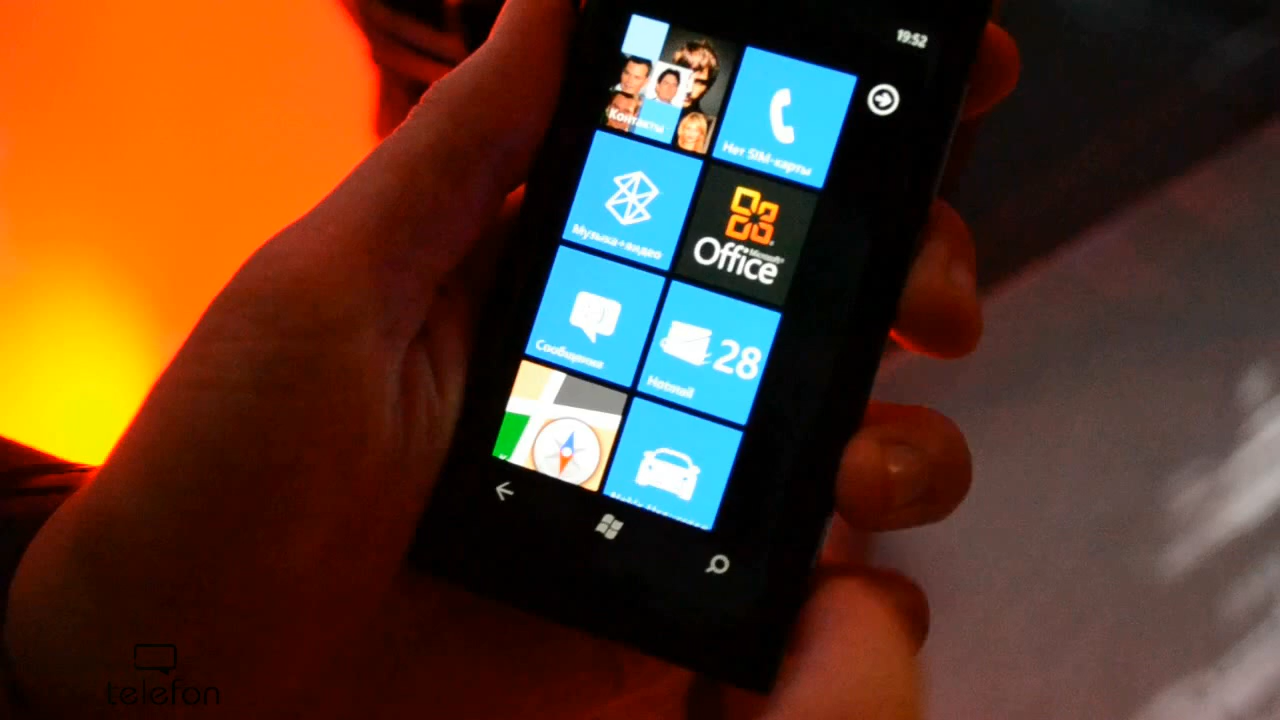 19:52
Контакты
Нет SIM-карты
Музыка+видео
Microsoft®
Office
Сообщения
28
Hotmail
telefon